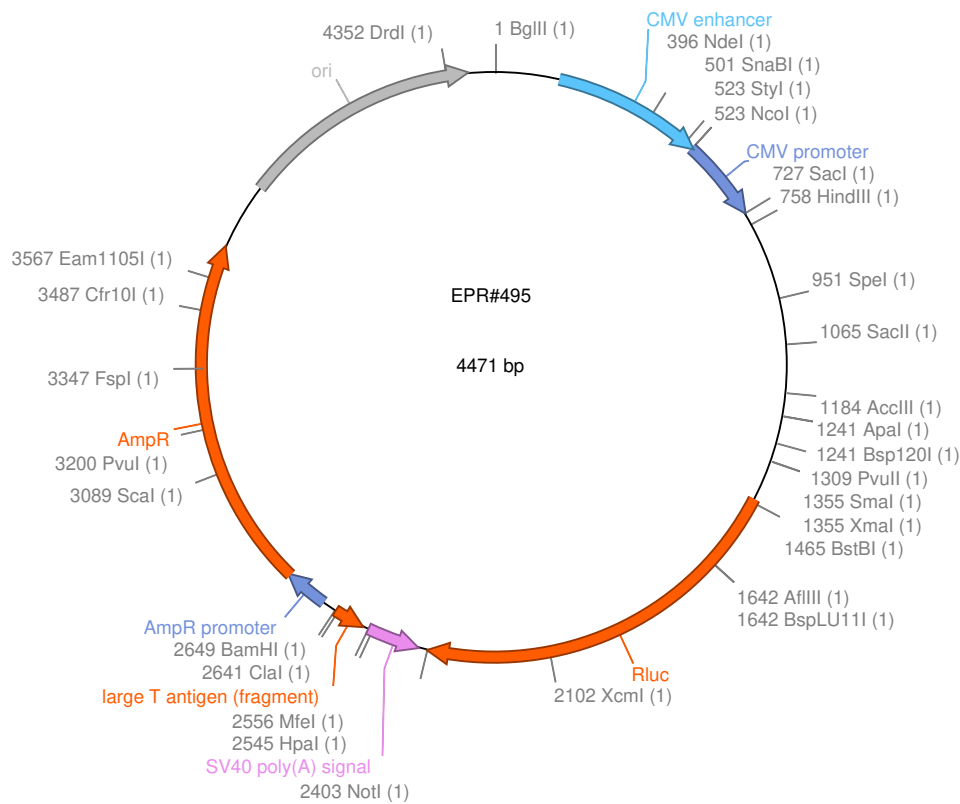 CMV enhancer
4352 DrdI (1)
1 BglII (1)
396 NdeI (1)
501 SnaBI (1)
ori
523 StyI (1)
523 NcoI (1)
CMV promoter
727 SacI (1)
758 HindIII (1)
3567 Eam1105I (1)
951 SpeI (1)
3487 Cfr10I (1)
EPR#495
1065 SacII (1)
4471 bp
3347 FspI (1)
1184 AccIII (1)
1241 ApaI (1)
AmpR
1241 Bsp120I (1)
3200 PvuI (1)
1309 PvuII (1)
3089 ScaI (1)
1355 SmaI (1)
1355 XmaI (1)
1465 BstBI (1)
1642 AflIII (1)
1642 BspLU11I (1)
AmpR promoter
2649 BamHI (1)
2641 ClaI (1)
Rluc
large T antigen (fragment)
2102 XcmI (1)
2556 MfeI (1)
2545 HpaI (1)
SV40 poly(A) signal
2403 NotI (1)